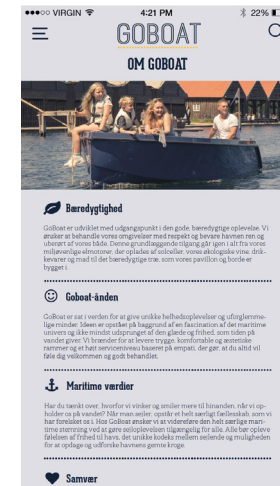 VIRGIN 4:21 PM 22%
GOBOAT
OM GOBOAT
Bæredygtighed
GoBoat er udviklet med udgangspunkt i den gode, bæredygtige oplevelse. Vi
ønsker at behandle vores omgivelser med respekt og bevare havnen ren og
uberørt af vores både. Denne grundlæggende tilgang går igen i alt fra vores
miljøvenlige elmotorer, der oplades af solceller, vores økologiske vine, drik-
kevarer og mad til det bæredygtige træ, som vores pavillon og borde er
bygget i.
Goboat-ånden
GoBoat er sat i verden for at give unikke helhedsoplevelser og uforglemme-
lige minder. Ideen er opstået på baggrund af en fascination af det maritime
univers og ikke mindst udspringet af den glæde og frihed, som tiden på
vandet giver. Vi brænder for at levere trygge, komfortable og æstetiske
rammer og et højt serviceniveau baseret på empati, der gør, at du altid vil
føle dig velkommen og godt behandlet.
Maritime værdier
Har du tænkt over, hvorfor vi vinker og smiler mere til hinanden, når vi op-
holder os på vandet? Når man sejler, opstår et helt særligt fællesskab, som vi
har forelsket os i. Hos GoBoat ønsker vi at videreføre den helt særlige mari-
time stemning ved at gøre sejloplevelsen tilgængelig for alle. Alle bør opleve
følelsen af frihed til havs, det unikke kodeks mellem sejlende og muligheden
for at opdage og udforske havnens gemte kroge.
Samvær